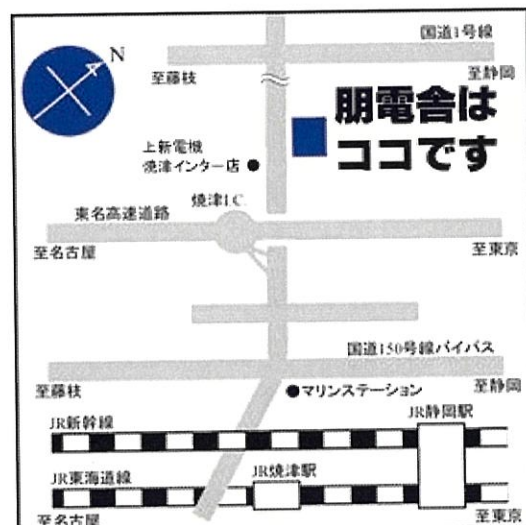 N
国道1号線
至藤枝
至静岡
朋電舎は
ココです
上新電機
焼津インター店
焼津I.C.
東名高速道路
至名古屋
至東京
国道150号線バイパス
至藤枝
至静岡
マリンステーション
JR静岡駅
JR新幹線
JR東海道線
JR焼津駅
至名古屋
至東京